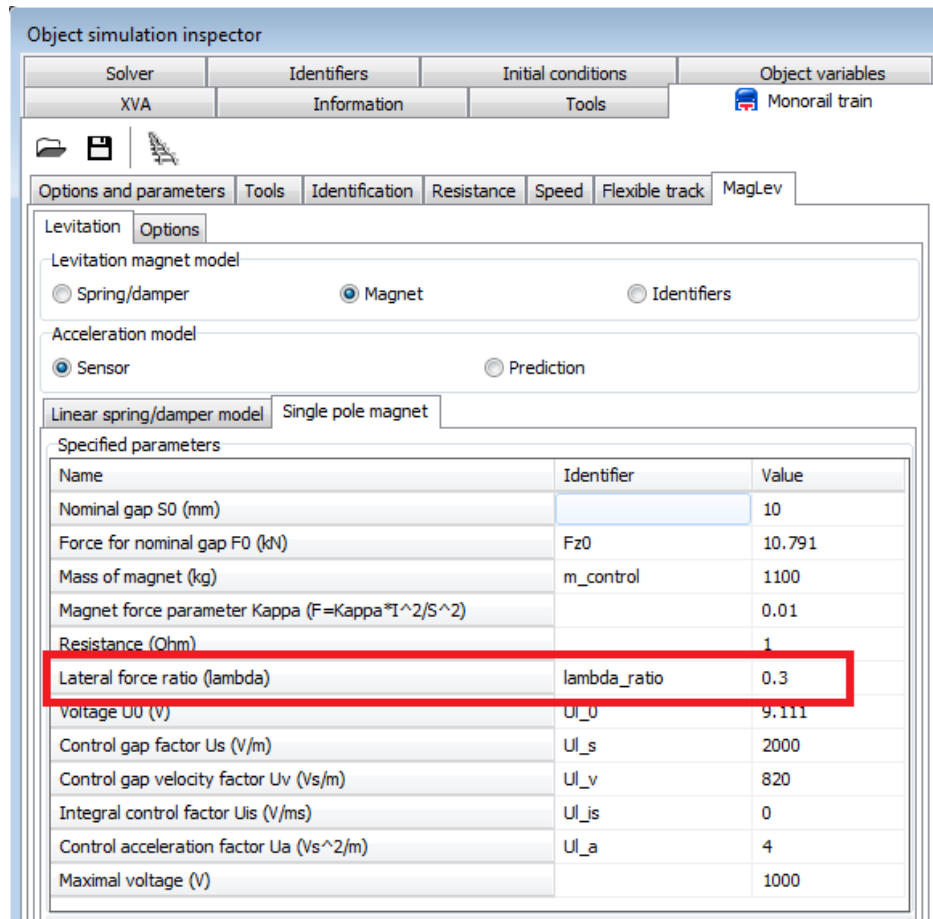 Object simulation inspector
Solver Identifiers Initial conditions Object variables
XVA Information Tools Monorail train
Options and parameters Tools Identification Resistance Speed Flexible track MagLev
Levitation Options
Levitation magnet model
Spring/damper Magnet Identifiers
Acceleration model
Sensor Prediction
Linear spring/damper model Single pole magnet
Specified parameters
Name Identifier Value
Nominal gap S0 (mm) 10
Force for nominal gap F0 (kN) Fz0 10.791
Mass of magnet (kg) m_control 1100
Magnet force parameter Kappa (F=Kappa*I^2/S^2) 0.01
Resistance (Ohm) 1
Lateral force ratio (lambda) lambda_ratio 0.3
Voltage U0 (V) Ul_0 9.111
Control gap factor Us (V/m) Ul_s 2000
Control gap velocity factor Uv (Vs/m) Ul_v 820
Integral control factor Uis (V/ms) Ul_is 0
Control acceleration factor Ua (Vs^2/m) Ul_a 4
Maximal voltage (V) 1000